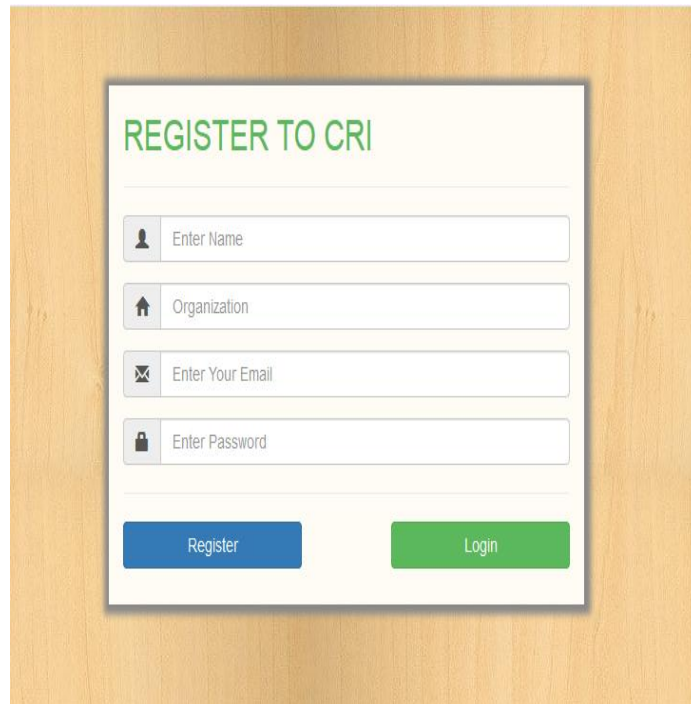 REGISTER TO CRI
Enter Name
Organization
Enter Your Email
Enter Password
Register Login